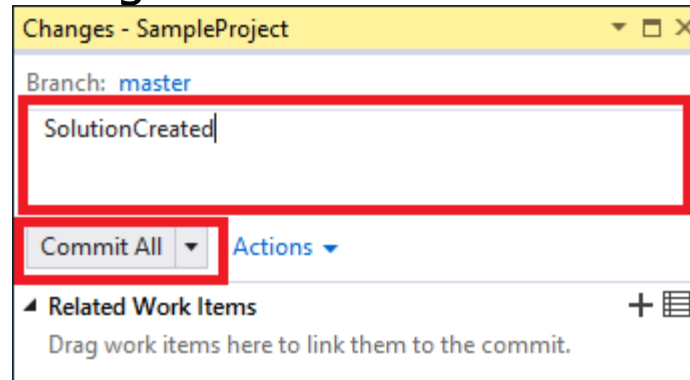 Changes - SampleProject
Branch: master
SolutionCreated
Commit All Actions
Related Work Items
Drag work items here to link them to the commit.